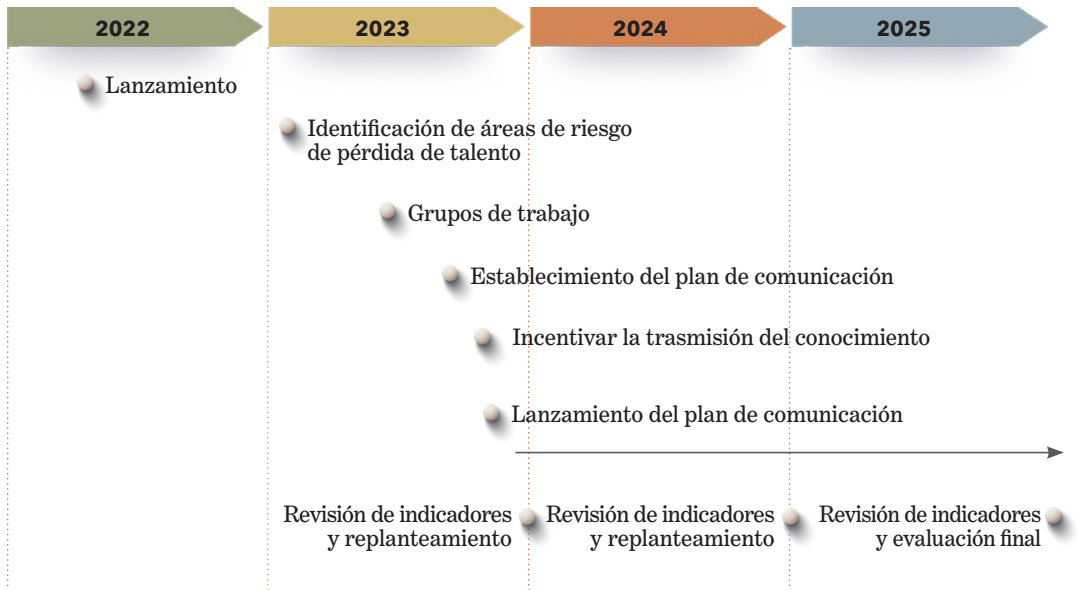 2022
2023
2024
2025
Lanzamiento
Identificación de áreas de riesgo
de pérdida de talento
Grupos de trabajo
Establecimiento del plan de comunicación
Incentivar la trasmisión del conocimiento
Lanzamiento del plan de comunicación
Revisión de indicadores
y replanteamiento
Revisión de indicadores
y replanteamiento
Revisión de indicadores
y evaluación final